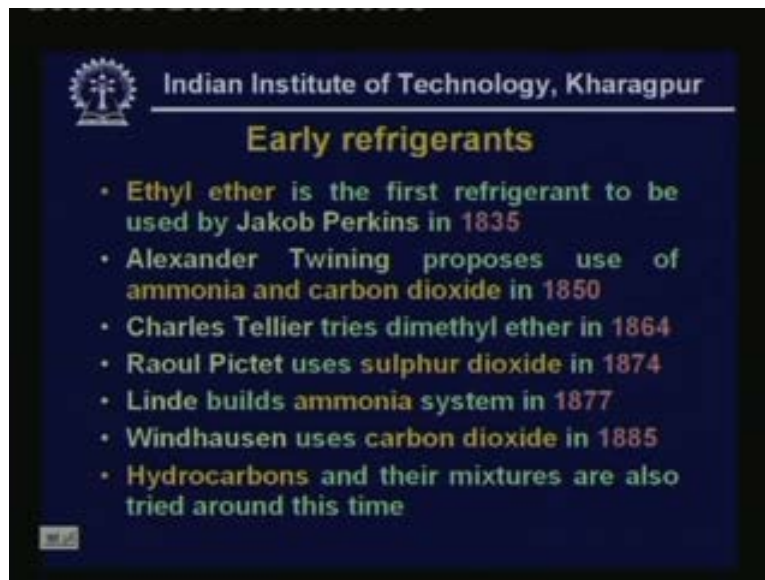 Indian Institute of Technology, Kharagpur
Early refrigerants
• Ethyl ether is the first refrigerant to be
used by Jakob Perkins in 1835
• Alexander Twining proposes use of
ammonia and carbon dioxide in 1850
• Charles Tellier tries dimethyl ether in 1864
• Raoul Pictet uses sulphur dioxide in 1874
• Linde builds ammonia system in 1877
• Windhausen uses carbon dioxide in 1885
• Hydrocarbons and their mixtures are also
tried around this time